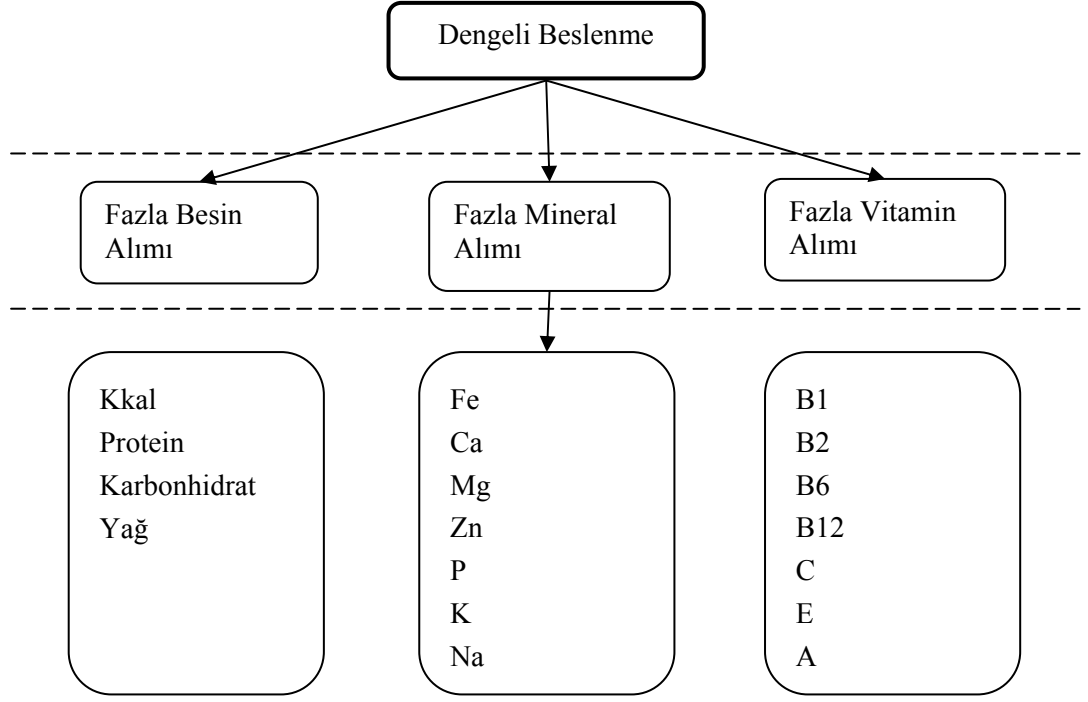 Dengeli Beslenme
Fazla Besin
Alımı
Fazla Mineral
Alımı
Fazla Vitamin
Alımı
Kkal
Protein
Karbonhidrat
Yağ
Fe
Ca
Mg
Zn
P
K
Na
B1
B2
B6
B12
C
E
A